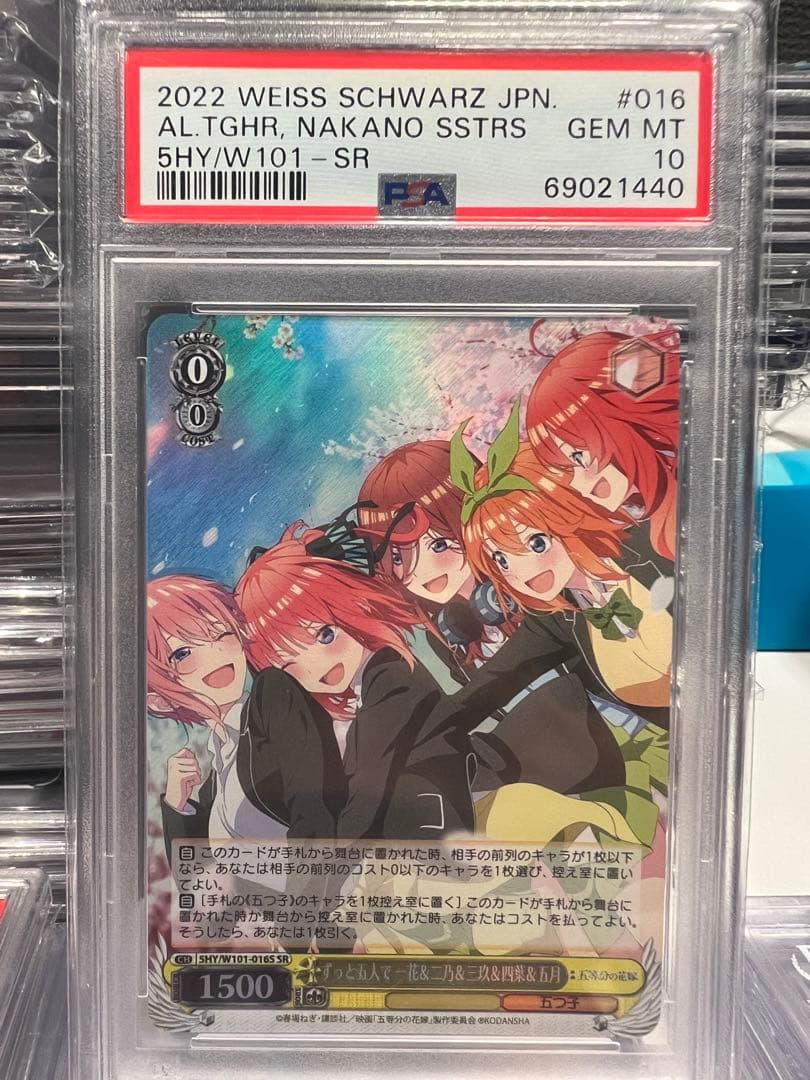 2022 WEISS SCHWARZ JPN. #016
AL.TGHR, NAKANO SSTRS GEM MT
5HY/W101-SR 10
PSA 69021440
LEVEL
0
0
COST
自 このカードが手札から舞台に置かれた時、相手の前列のキャラが1枚以下
なら、あなたは相手の前列のコスト0以下のキャラを1枚選び、控え室に置い
てよい。
自 [手札の《五つ子》のキャラを1枚控え室に置く] このカードが手札から舞台に
置かれた時か舞台から控え室に置かれた時、あなたはコストを払ってよい。
そうしたら、あなたは1枚引く。
CH 5HY/W101-016S SR
ずっと五人で 一花&二乃&三玖&四葉&五月 :五等分の花嫁
1500
五つ子
©春場ねぎ・講談社/映画「五等分の花嫁」製作委員会 ®KODANSHA